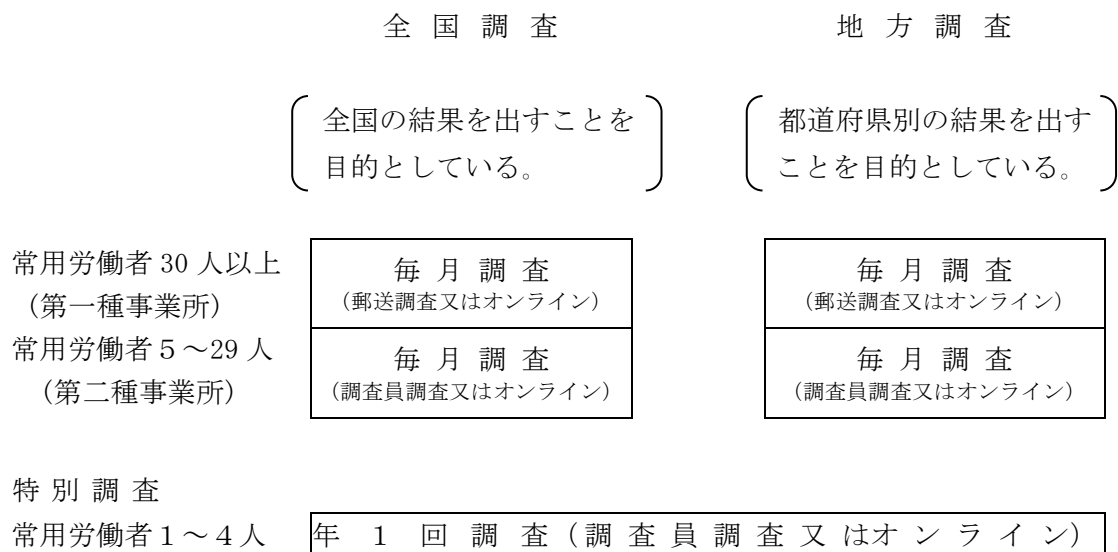 全国調査 地方調査
全国の結果を出すことを 都道府県別の結果を出す
目的としている。 ことを目的としている。
常用労働者 30 人以上 毎月調査 毎月調査
(第一種事業所) (郵送調査又はオンライン) (郵送調査又はオンライン)
常用労働者5～29 人 毎月調査 毎月調査
(第二種事業所) (調査員調査又はオンライン) (調査員調査又はオンライン)
特別調査
常用労働者1～4人 年1回調査(調査員調査又はオンライン)